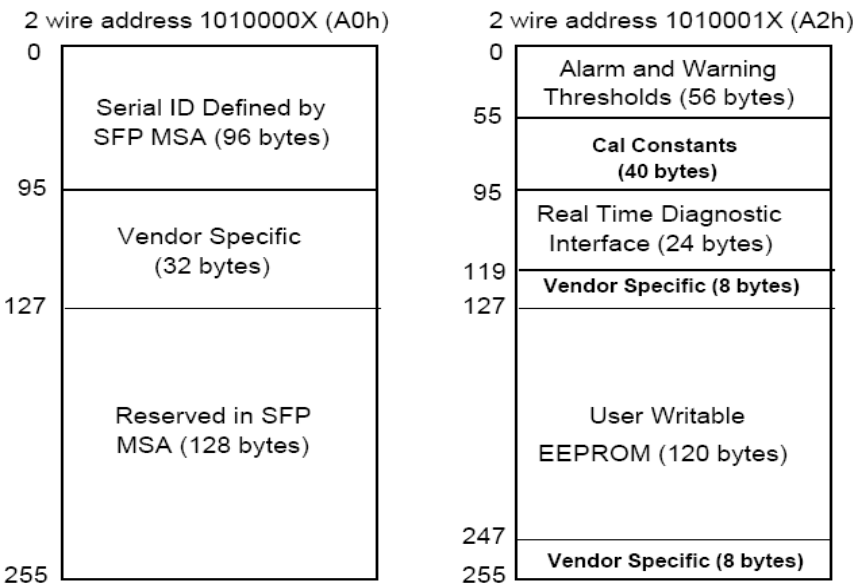 2 wire address 1010000X (A0h)
0
Serial ID Defined by
SFP MSA (96 bytes)
95
Vendor Specific
(32 bytes)
127
Reserved in SFP
MSA (128 bytes)
255
2 wire address 1010001X (A2h)
0
Alarm and Warning
Thresholds (56 bytes)
55
Cal Constants
(40 bytes)
95
Real Time Diagnostic
Interface (24 bytes)
119
Vendor Specific (8 bytes)
127
User Writable
EEPROM (120 bytes)
247
Vendor Specific (8 bytes)
255